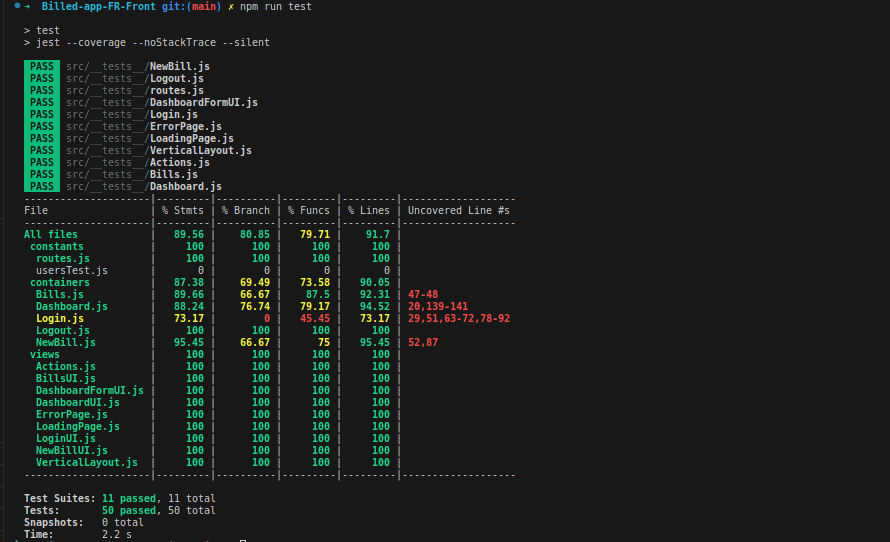 ➜  Billed-app-FR-Front git:(main) ✗ npm run test

> test
> jest --coverage --noStackTrace --silent

PASS src/__tests__/NewBill.js
PASS src/__tests__/Logout.js
PASS src/__tests__/routes.js
PASS src/__tests__/DashboardFormUI.js
PASS src/__tests__/Login.js
PASS src/__tests__/ErrorPage.js
PASS src/__tests__/LoadingPage.js
PASS src/__tests__/VerticalLayout.js
PASS src/__tests__/Actions.js
PASS src/__tests__/Bills.js
PASS src/__tests__/Dashboard.js
---------------------|---------|----------|---------|---------|-------------------
File                 | % Stmts | % Branch | % Funcs | % Lines | Uncovered Line #s
---------------------|---------|----------|---------|---------|-------------------
All files            |   89.56 |    80.85 |   79.71 |    91.7 |
 constants           |     100 |      100 |     100 |     100 |
  routes.js          |     100 |      100 |     100 |     100 |
  usersTest.js       |       0 |        0 |       0 |       0 |
 containers          |   87.38 |    69.49 |   73.58 |   90.05 |
  Bills.js           |   89.66 |    66.67 |    87.5 |   92.31 | 47-48
  Dashboard.js       |   88.24 |    76.74 |   79.17 |   94.52 | 20,139-141
  Login.js           |   73.17 |        0 |   45.45 |   73.17 | 29,51,63-72,78-92
  Logout.js          |     100 |      100 |     100 |     100 |
  NewBill.js         |   95.45 |    66.67 |      75 |   95.45 | 52,87
 views               |     100 |      100 |     100 |     100 |
  Actions.js         |     100 |      100 |     100 |     100 |
  BillsUI.js         |     100 |      100 |     100 |     100 |
  DashboardFormUI.js |     100 |      100 |     100 |     100 |
  DashboardUI.js     |     100 |      100 |     100 |     100 |
  ErrorPage.js       |     100 |      100 |     100 |     100 |
  LoadingPage.js     |     100 |      100 |     100 |     100 |
  LoginUI.js         |     100 |      100 |     100 |     100 |
  NewBillUI.js       |     100 |      100 |     100 |     100 |
  VerticalLayout.js  |     100 |      100 |     100 |     100 |
---------------------|---------|----------|---------|---------|-------------------

Test Suites: 11 passed, 11 total
Tests:       50 passed, 50 total
Snapshots:   0 total
Time:        2.2 s